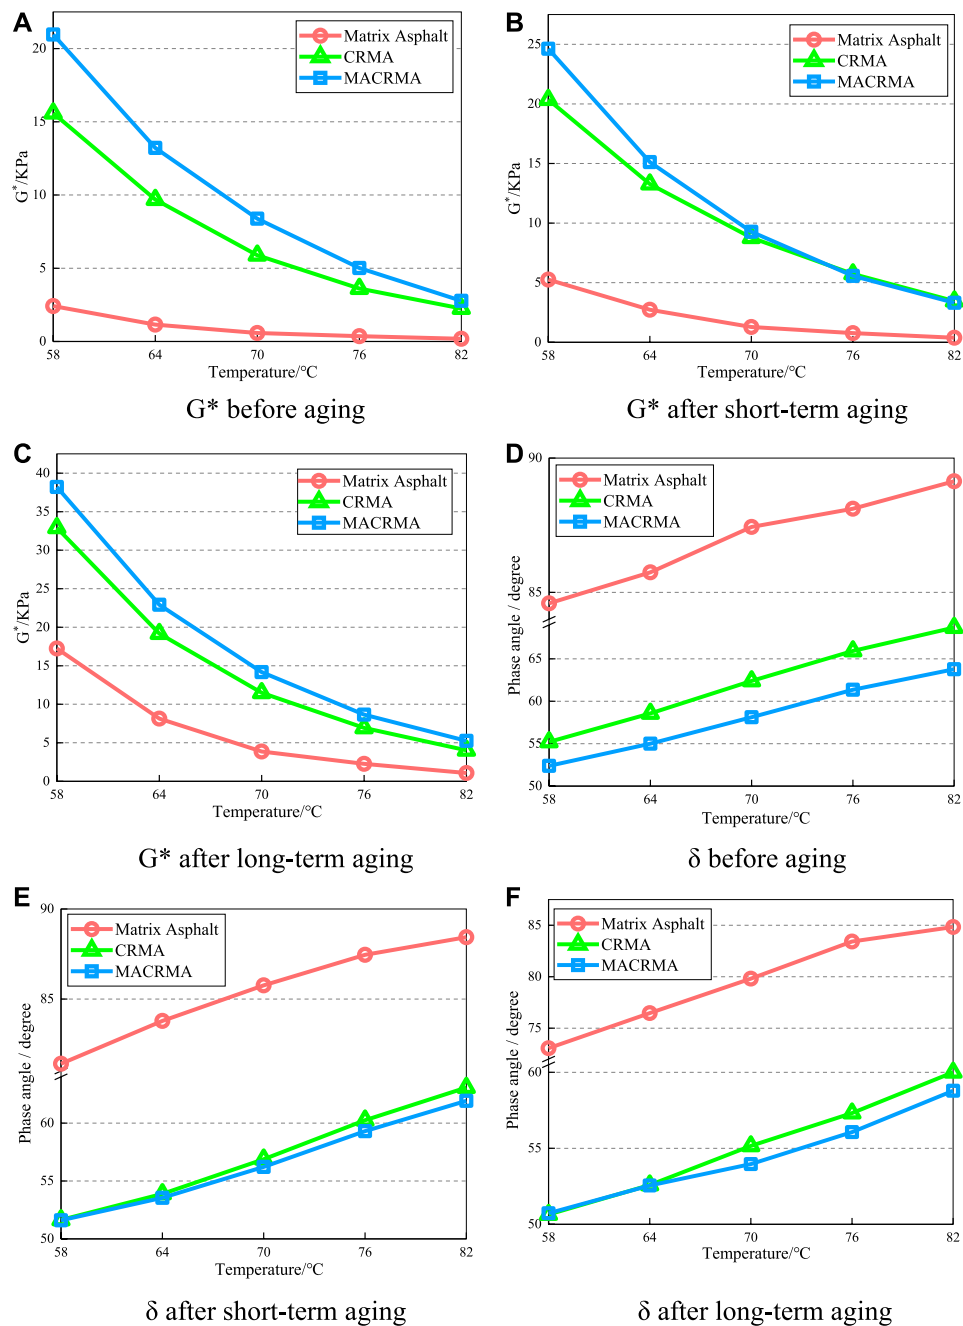 A
20
15
10
5
0
G*/KPa
Matrix Asphalt
CRMA
MACRMA
58 64 70 76 82
Temperature/°C
G* before aging
B
25
20
15
10
5
0
G*/KPa
Matrix Asphalt
CRMA
MACRMA
58 64 70 76 82
Temperature/°C
G* after short-term aging
C
40
35
30
25
20
15
10
5
0
G*/KPa
Matrix Asphalt
CRMA
MACRMA
58 64 70 76 82
Temperature/°C
G* after long-term aging
D
90
85
65
60
55
50
Phase angle / degree
Matrix Asphalt
CRMA
MACRMA
58 64 70 76 82
Temperature/°C
δ before aging
E
90
85
60
55
50
Phase angle / degree
Matrix Asphalt
CRMA
MACRMA
58 64 70 76 82
Temperature/°C
δ after short-term aging
F
85
80
75
60
55
50
Phase angle / degree
Matrix Asphalt
CRMA
MACRMA
58 64 70 76 82
Temperature/°C
δ after long-term aging